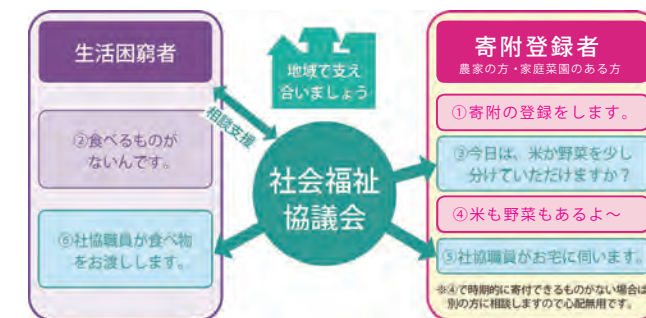 生活困窮者
②食べるものが
ないんです。
⑥社協職員が食べ物
をお渡しします。
相談支援
地域で支え
合いましょう
社会福祉
協議会
寄附登録者
農家の方・家庭菜園のある方
①寄附の登録をします。
③今日は、米か野菜を少し
分けていただけますか？
④米も野菜もあるよ～
⑤社協職員がお宅に伺います。
※④で時期的に寄付できるものがない場合は
別の方に相談しますので心配無用です。